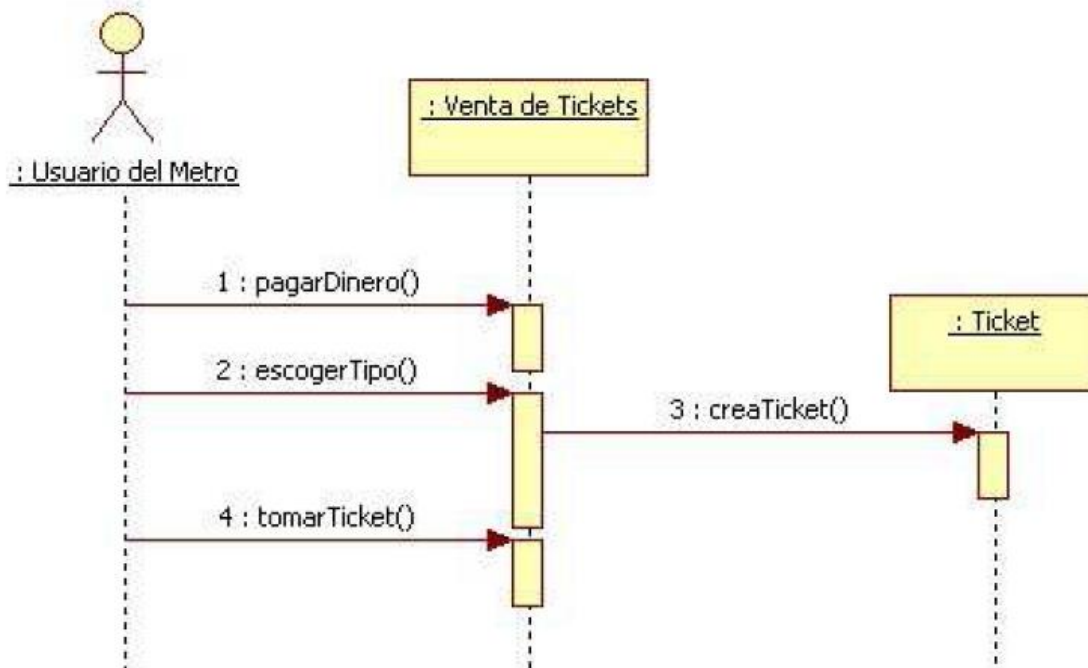 : Venta de Tickets
: Usuario del Metro
1 : pagarDinero()
: Ticket
2 : escogerTipo()
3 : creaTicket()
4 : tomarTicket()